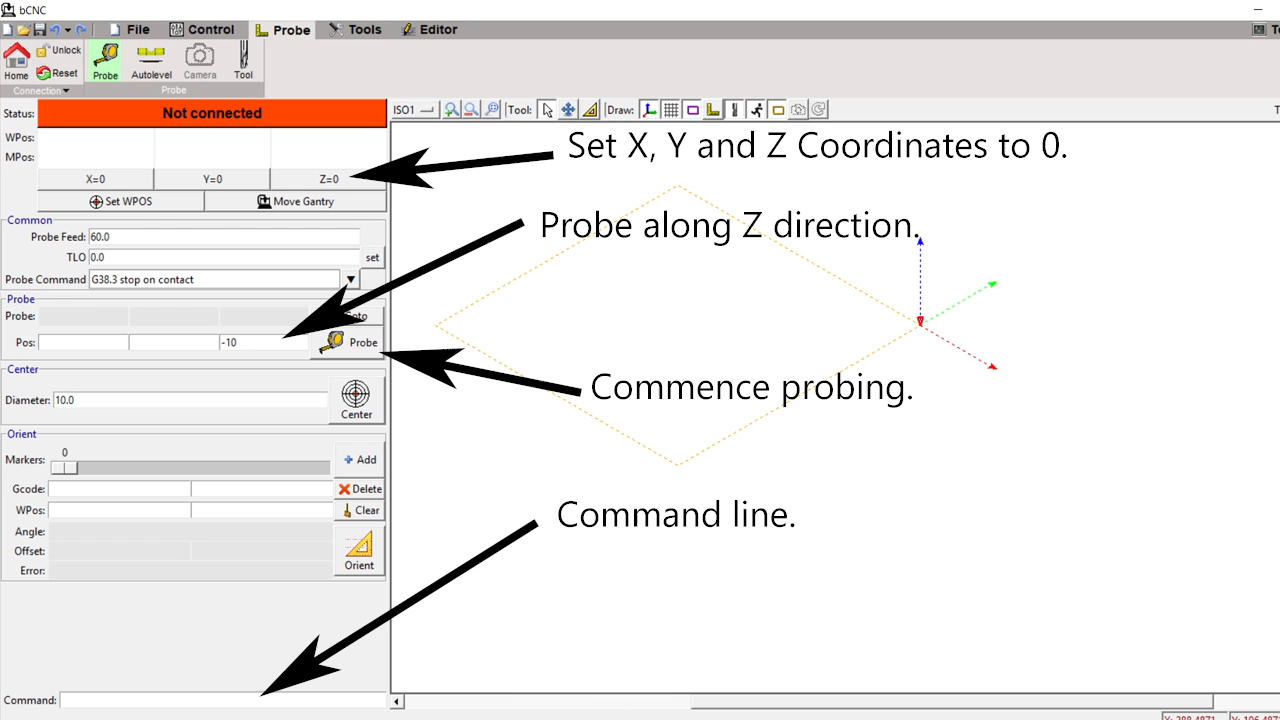 bCNC
File Control Probe Tools Editor
Home Unlock Reset Probe Autolevel Camera Tool
Connection Probe
Status: Not connected
ISO1 Tool: Draw:
WPos:
MPos:
Set X, Y and Z Coordinates to 0.
X=0 Y=0 Z=0
Set WPOS Move Gantry
Common
Probe Feed: 60.0
TLO 0.0 set
Probe Command G38.3 stop on contact
Probe along Z direction.
Probe
Probe:
Pos: -10 Probe
Commence probing.
Center
Diameter: 10.0 Center
Orient
Markers: 0 Add
Gcode: Delete
WPos: Clear
Command line.
Angle:
Offset:
Error: Orient
Command: